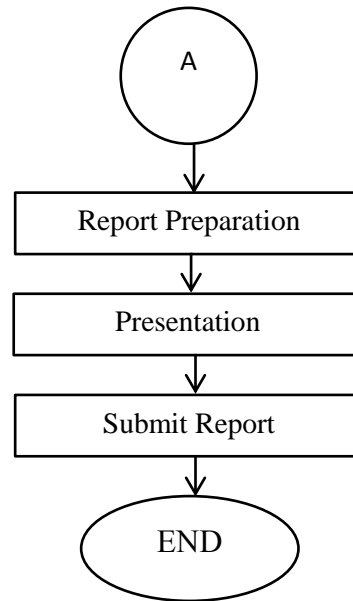 A
Report Preparation
Presentation
Submit Report
END